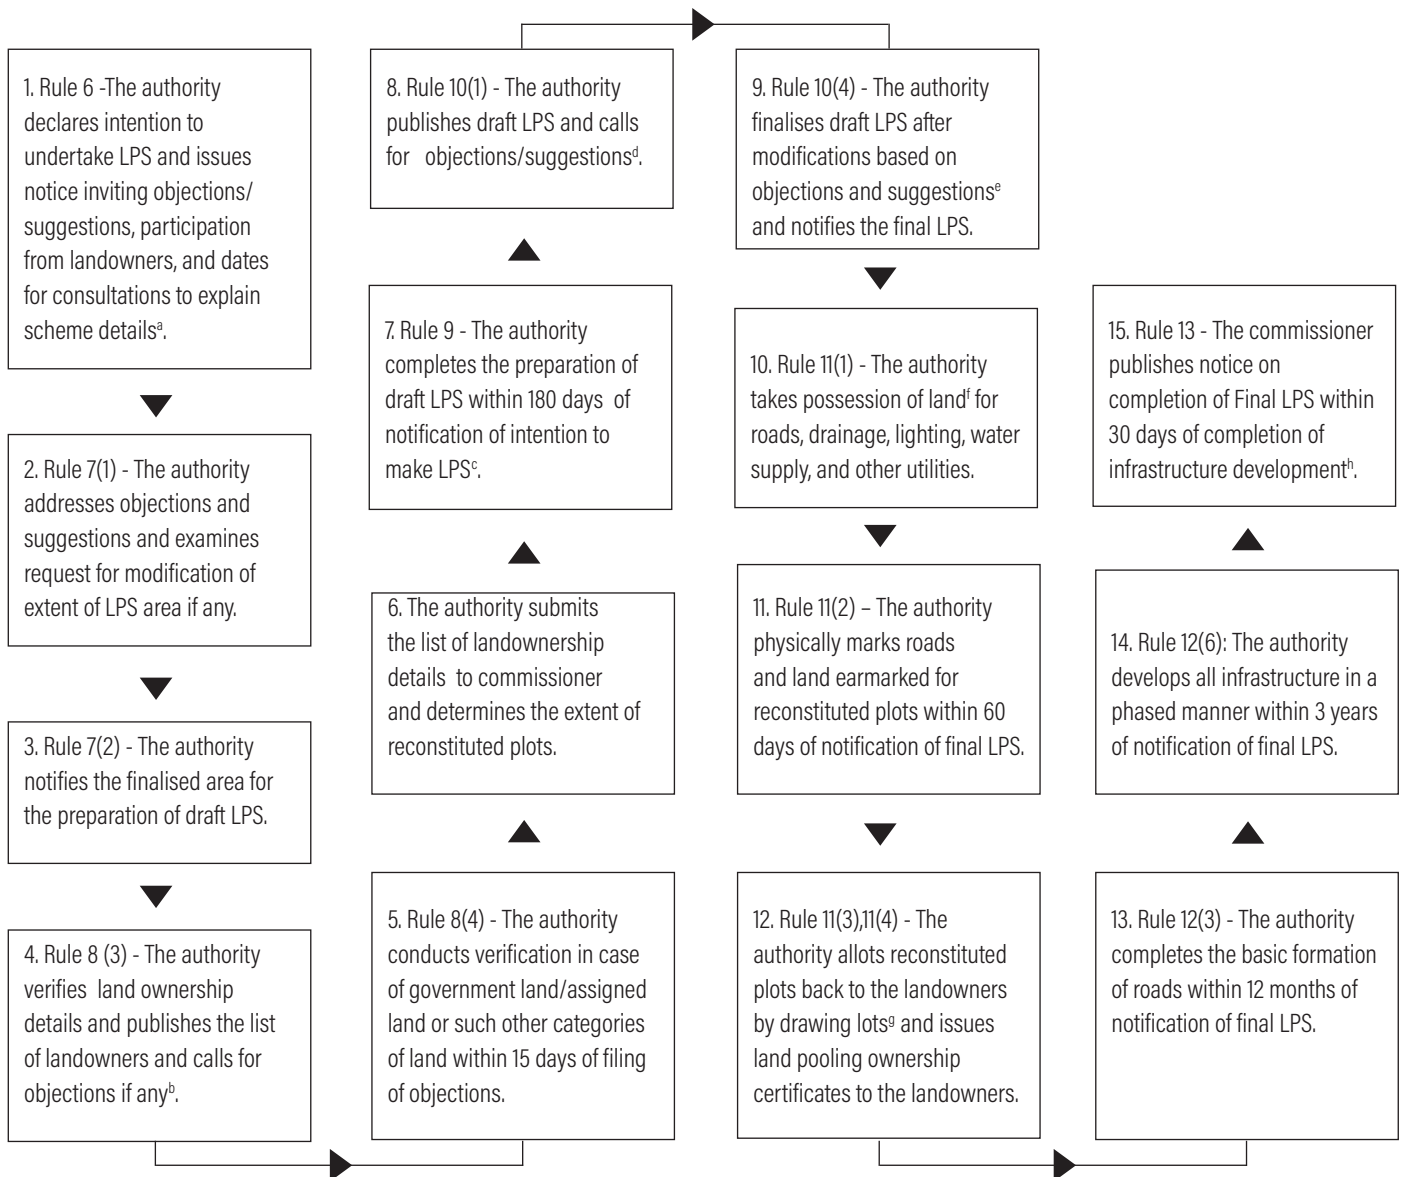 1. Rule 6 -The authority
declares intention to
undertake LPS and issues
notice inviting objections/
suggestions, participation
from landowners, and dates
for consultations to explain
scheme detailsᵃ.
2. Rule 7(1) - The authority
addresses objections and
suggestions and examines
request for modification of
extent of LPS area if any.
3. Rule 7(2) - The authority
notifies the finalised area for
the preparation of draft LPS.
4. Rule 8 (3) - The authority
verifies land ownership
details and publishes the list
of landowners and calls for
objections if anyᵇ.
5. Rule 8(4) - The authority
conducts verification in case
of government land/assigned
land or such other categories
of land within 15 days of filing
of objections.
6. The authority submits
the list of landownership
details to commissioner
and determines the extent of
reconstituted plots.
7. Rule 9 - The authority
completes the preparation of
draft LPS within 180 days of
notification of intention to
make LPSᶜ.
8. Rule 10(1) - The authority
publishes draft LPS and calls
for objections/suggestionsᵈ.
9. Rule 10(4) - The authority
finalises draft LPS after
modifications based on
objections and suggestionsᵉ
and notifies the final LPS.
10. Rule 11(1) - The authority
takes possession of landᶠ for
roads, drainage, lighting, water
supply, and other utilities.
11. Rule 11(2) – The authority
physically marks roads
and land earmarked for
reconstituted plots within 60
days of notification of final LPS.
12. Rule 11(3),11(4) - The
authority allots reconstituted
plots back to the landowners
by drawing lotsᵍ and issues
land pooling ownership
certificates to the landowners.
13. Rule 12(3) - The authority
completes the basic formation
of roads within 12 months of
notification of final LPS.
14. Rule 12(6): The authority
develops all infrastructure in a
phased manner within 3 years
of notification of final LPS.
15. Rule 13 - The commissioner
publishes notice on
completion of Final LPS within
30 days of completion of
infrastructure developmentʰ.